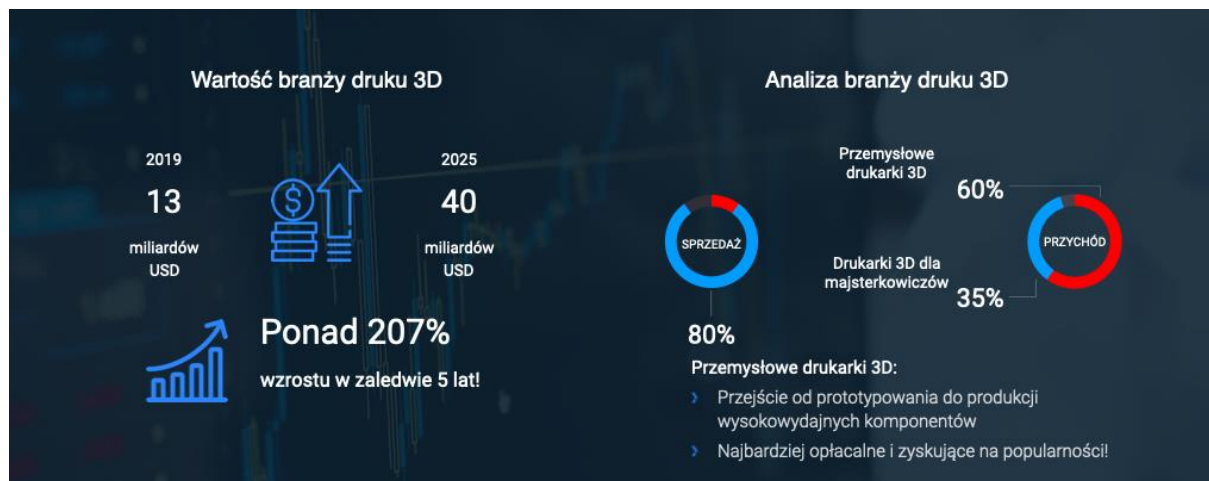 Wartość branży druku 3D
2019
13
miliardów
USD
$
2025
40
miliardów
USD
Ponad 207%
wzrostu w zaledwie 5 lat!
Analiza branży druku 3D
SPRZEDAŻ
80%
Przemysłowe
drukarki 3D
60%
Drukarki 3D dla
majsterkowiczów
35%
PRZYCHÓD
Przemysłowe drukarki 3D:
Przejście od prototypowania do produkcji
wysokowydajnych komponentów
Najbardziej opłacalne i zyskujące na popularności!